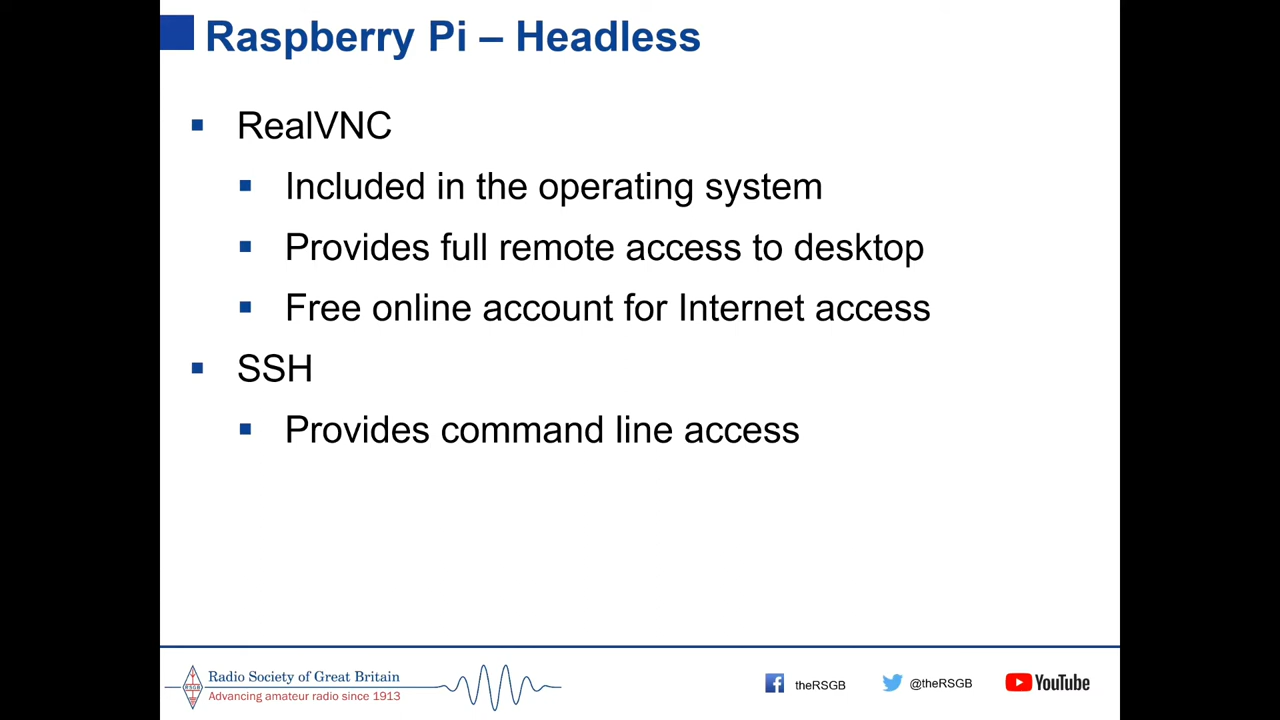 Raspberry Pi – Headless
RealVNC
Included in the operating system
Provides full remote access to desktop
Free online account for Internet access
SSH
Provides command line access
RSGB
Radio Society of Great Britain
Advancing amateur radio since 1913
theRSGB
@theRSGB
YouTube